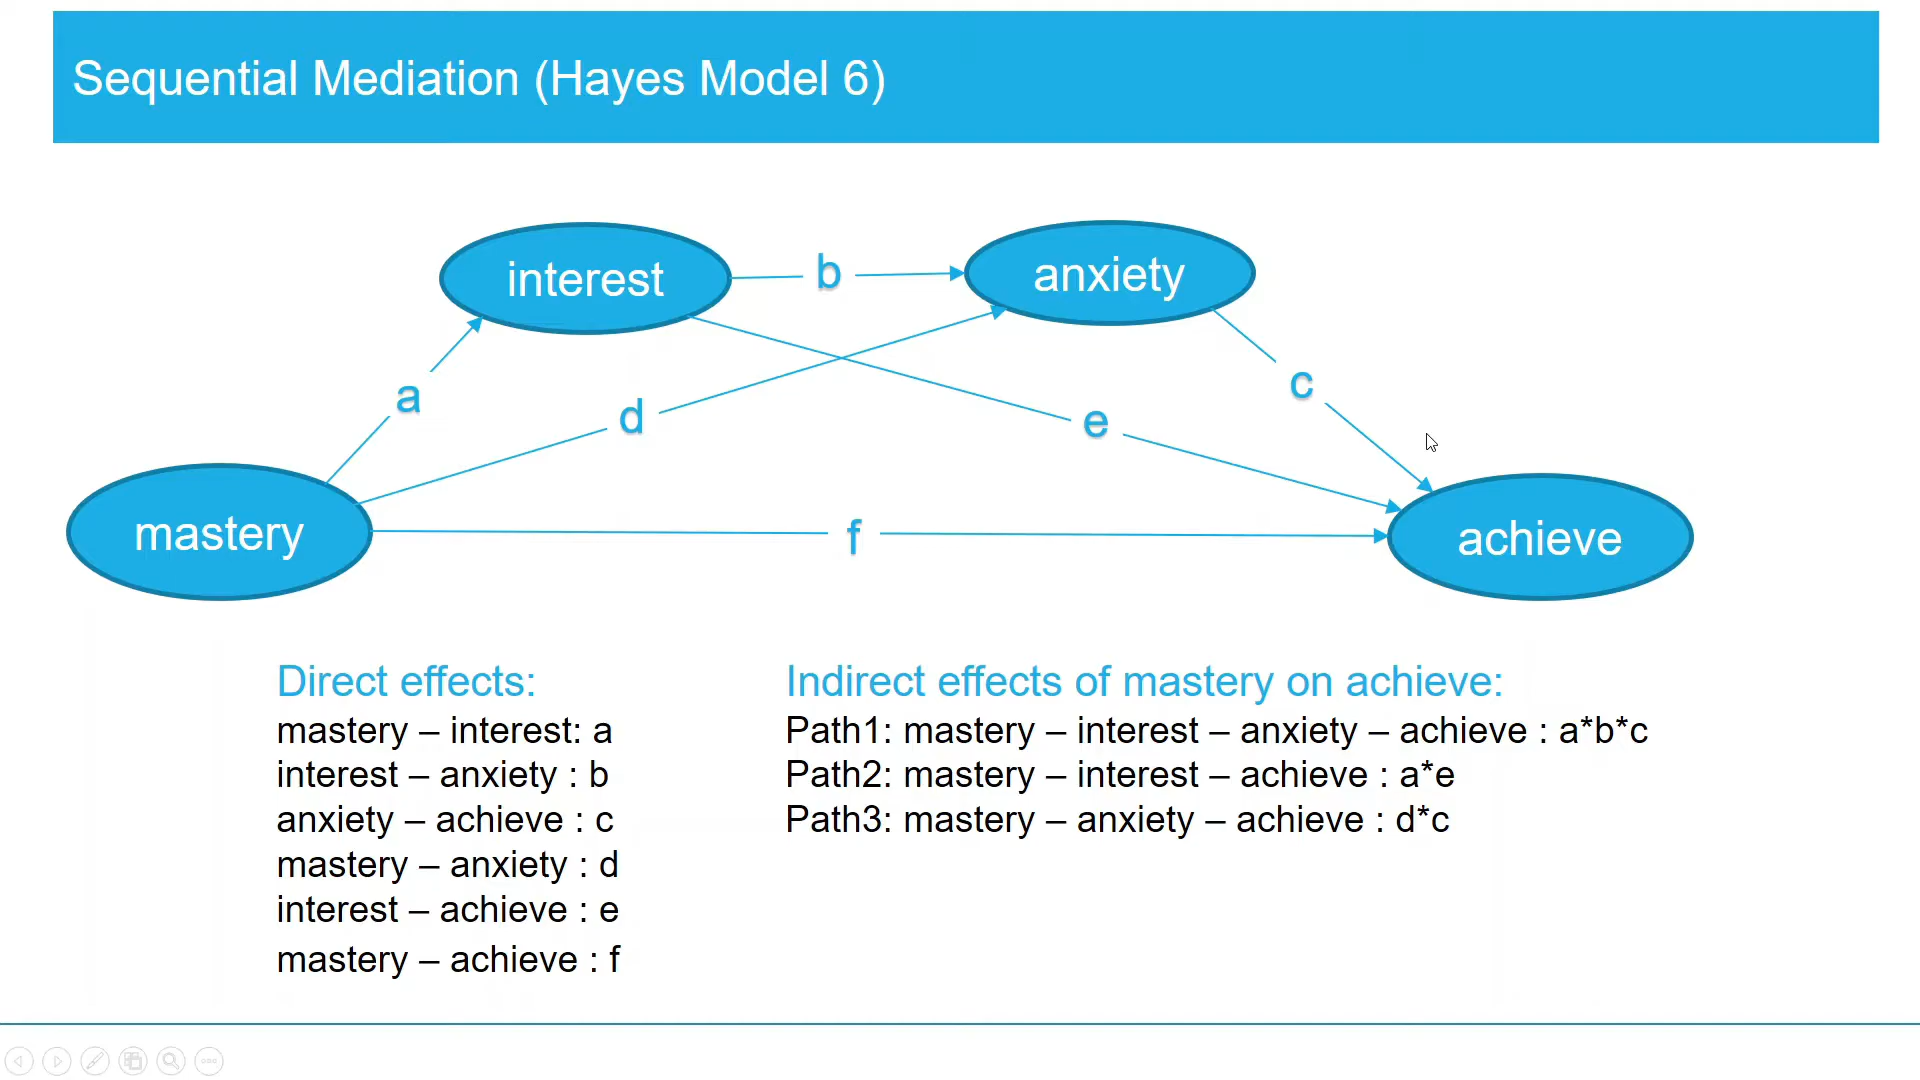 Sequential Mediation (Hayes Model 6)
interest
b
anxiety
a
d
e
c
mastery
f
achieve
Direct effects:
mastery – interest: a
interest – anxiety : b
anxiety – achieve : c
mastery – anxiety : d
interest – achieve : e
mastery – achieve : f
Indirect effects of mastery on achieve:
Path1: mastery – interest – anxiety – achieve : a*b*c
Path2: mastery – interest – achieve : a*e
Path3: mastery – anxiety – achieve : d*c